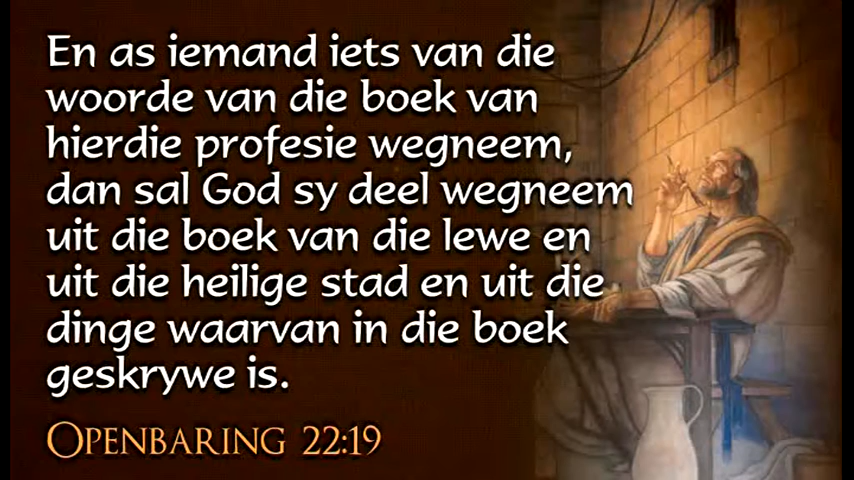 En as iemand iets van die
woorde van die boek van
hierdie profesie wegneem,
dan sal God sy deel wegneem
uit die boek van die lewe en
uit die heilige stad en uit die
dinge waarvan in die boek
geskrywe is.
OPENBARING 22:19